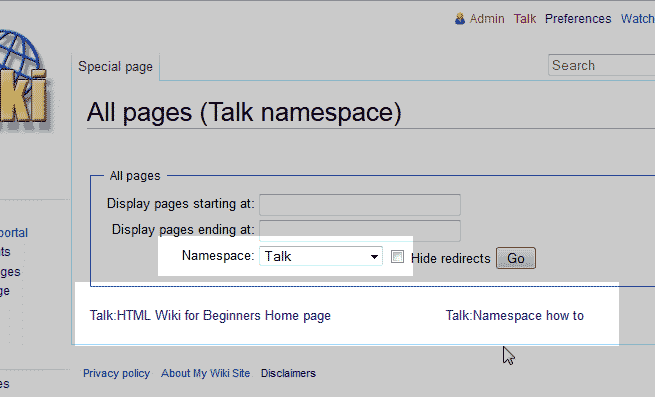 Admin Talk Preferences Watch
Special page
Search
ki
All pages (Talk namespace)
All pages
Display pages starting at:
Display pages ending at:
Namespace: Talk Hide redirects Go
portal
nts
ges
ge
Talk:HTML Wiki for Beginners Home page Talk:Namespace how to
Privacy policy About My Wiki Site Disclaimers
es